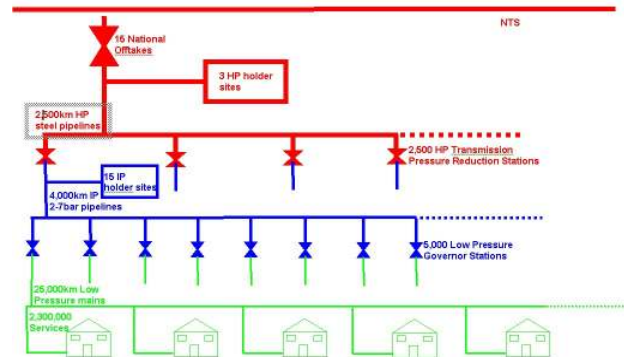 NTS
16 National
Offtakes
3 HP holder
sites
2,500km HP
steel pipelines
2,500 HP Transmission
Pressure Reduction Stations
15 IP
holder sites
4,000km IP
2-7bar pipelines
5,000 Low Pressure
Governor Stations
25,000km Low
Pressure mains
2,300,000
Services